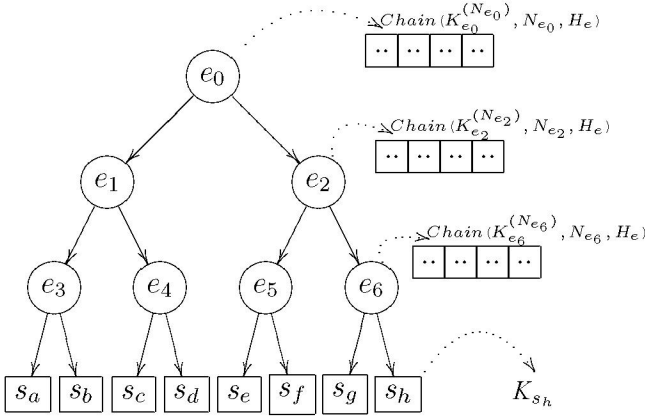 Chain(K_{e_0}^{(N_{e_0})}, N_{e_0}, H_e)
.. .. .. ..
e_0
Chain(K_{e_2}^{(N_{e_2})}, N_{e_2}, H_e)
.. .. .. ..
e_1 e_2
Chain(K_{e_6}^{(N_{e_6})}, N_{e_6}, H_e)
.. .. .. ..
e_3 e_4 e_5 e_6
s_a s_b s_c s_d s_e s_f s_g s_h K_{s_h}